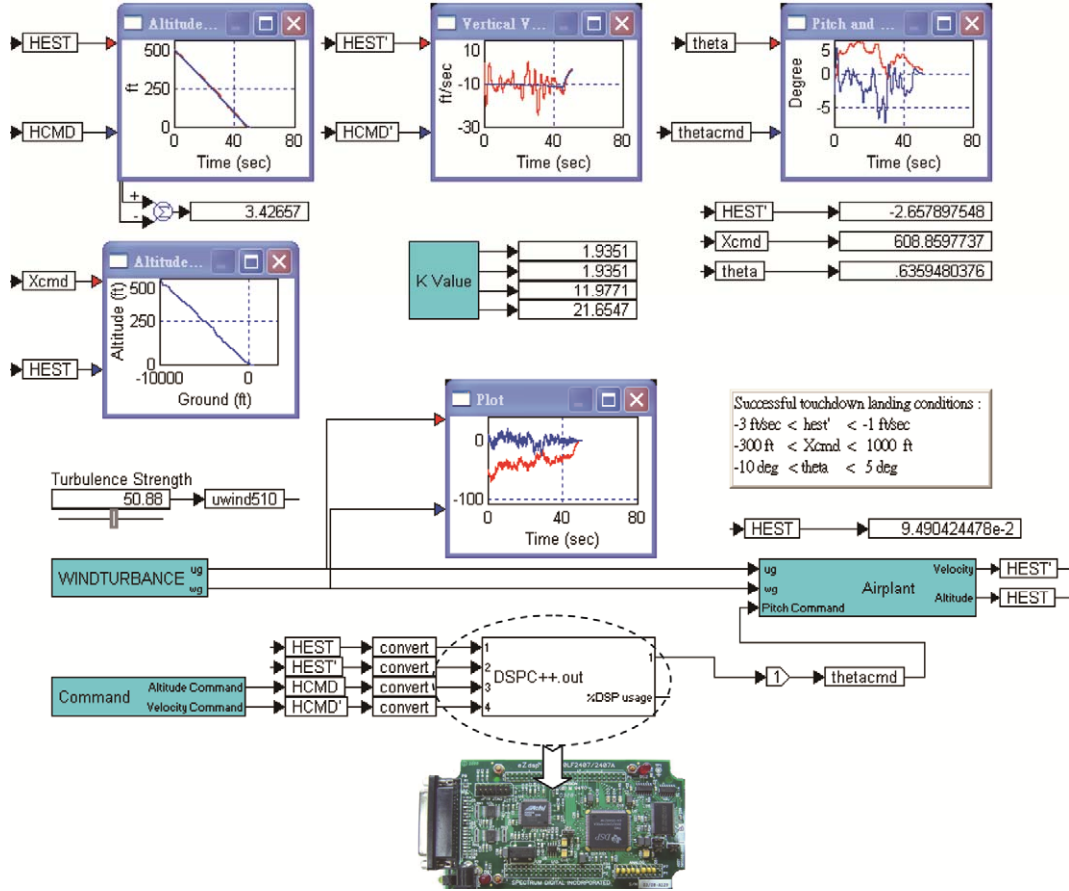 Altitude...
HEST
HCMD
500
250
0
ft
0 40 80
Time (sec)
+
-
Σ
3.42657
Vertical V...
HEST'
HCMD'
10
-10
-30
ft/sec
0 40 80
Time (sec)
Pitch and ...
theta
thetacmd
5
0
-5
Degree
0 40 80
Time (sec)
HEST' -2.657897548
Xcmd 608.8597737
theta .6359480376
Altitude...
Xcmd
HEST
500
250
0
Altitude (ft)
-10000 0
Ground (ft)
K Value
1.9351
1.9351
11.9771
21.6547
Plot
0
-100
0 40 80
Time (sec)
Successful touchdown landing conditions :
-3 ft/sec < hest' < -1 ft/sec
-300 ft < Xcmd < 1000 ft
-10 deg < theta < 5 deg
Turbulence Strength
50.88 uwind510
HEST 9.490424478e-2
WINDTURBANCE ug
wg
ug
wg
Pitch Command
Airplant
Velocity
Altitude
HEST'
HEST
Command
Altitude Command
Velocity Command
HEST convert 1
HEST' convert 2
HCMD convert 3
HCMD' convert 4
DSPC++.out
1
%DSP usage
1
thetacmd
LF2407/2407A
DSP
SPECTRUM DIGITAL INCORPORATED